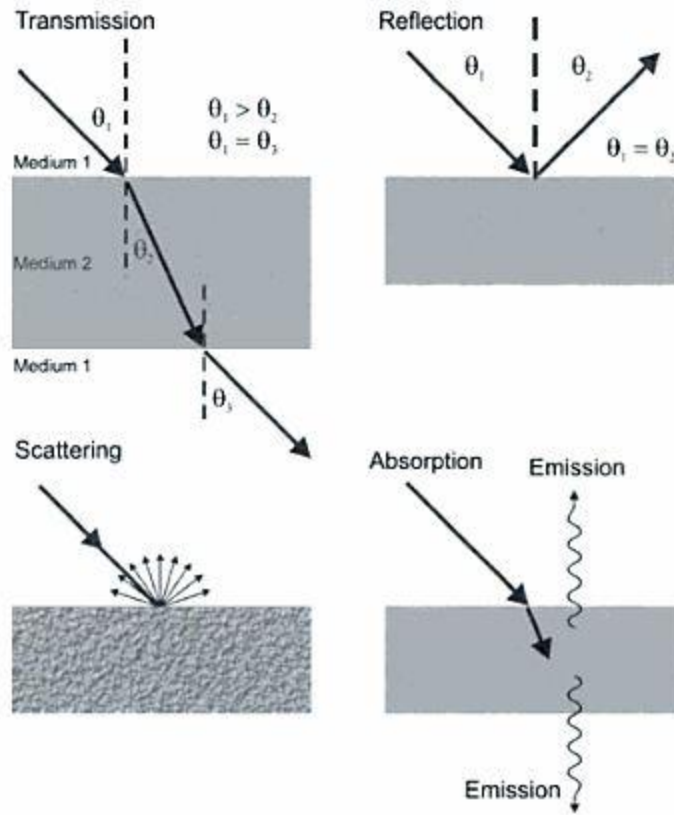 Transmission
θ₁
θ₁ > θ₂
θ₁ = θ₃
Medium 1
Medium 2
θ₂
Medium 1
θ₃
Reflection
θ₁
θ₂
θ₁ = θ₂
Scattering
Absorption
Emission
Emission